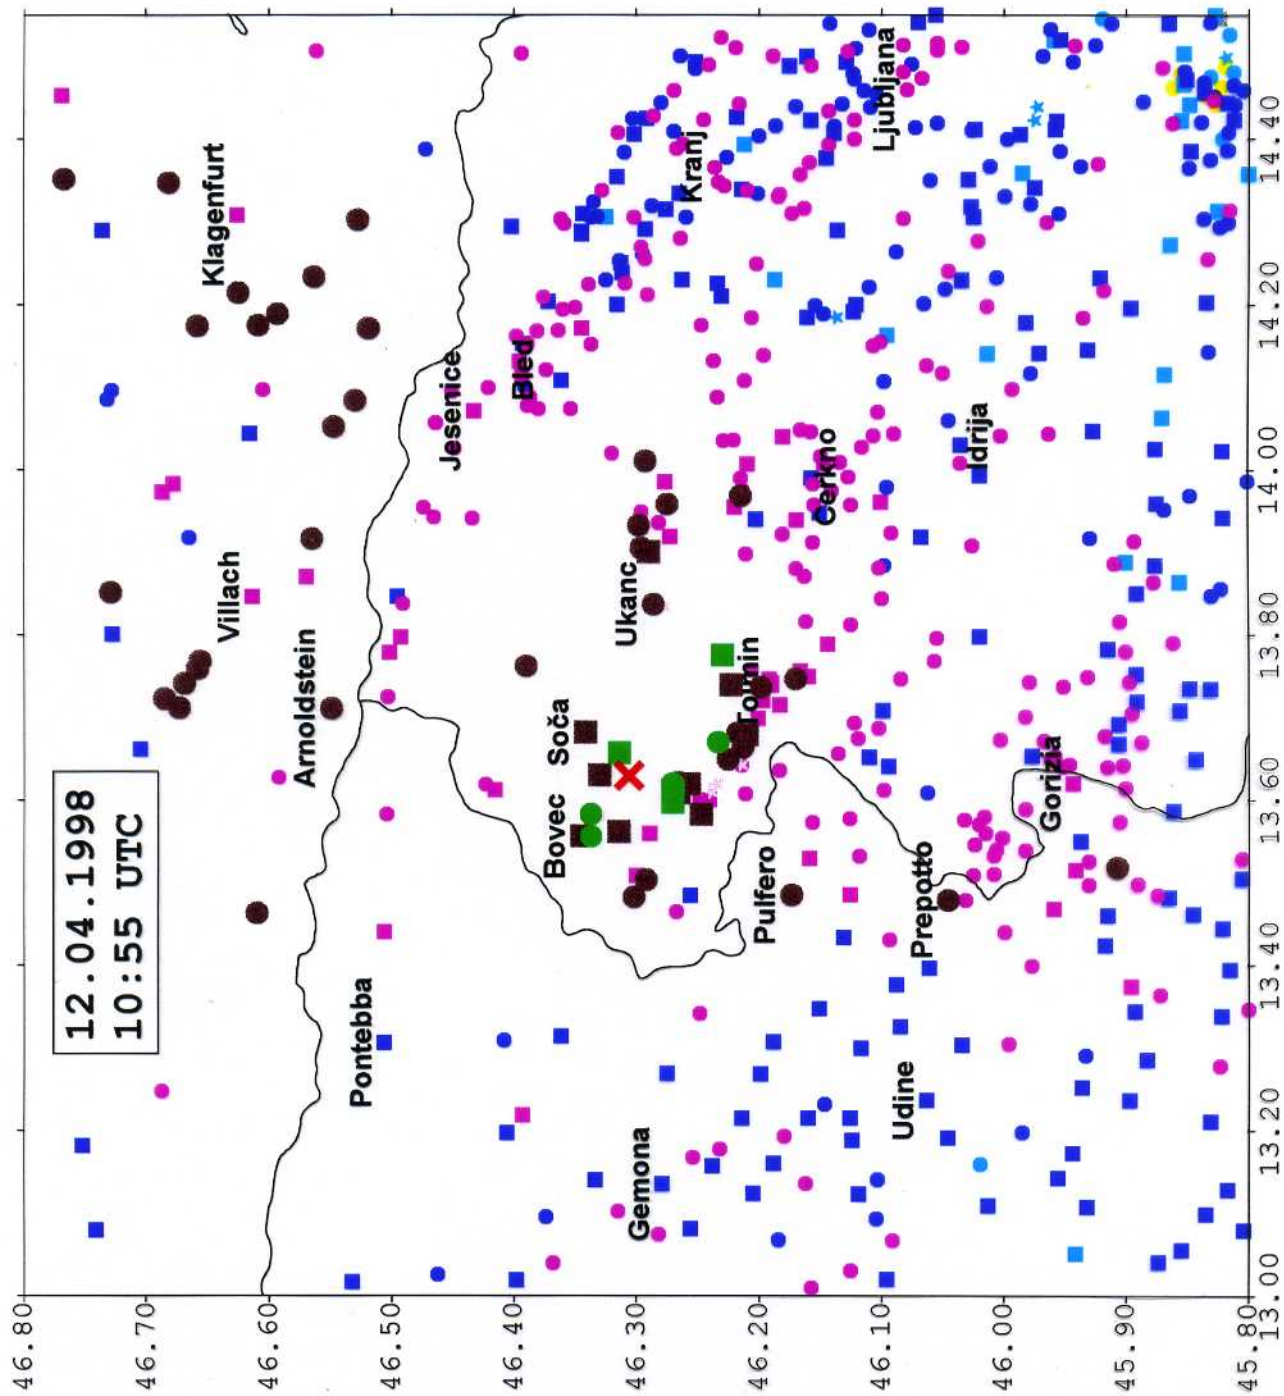 12.04.1998
10:55 UTC
Klagenfurt
Villach
Arnoldstein
Pontebba
Jesenice
Bled
Kranj
Ljubljana
Ukanc
Soča
Bovec
Tolmin
Cerkno
Idrija
Pulfero
Prepotto
Gorizia
Gemona
Udine
46.80
46.70
46.60
46.50
46.40
46.30
46.20
46.10
46.00
45.90
45.80
13.00
13.20
13.40
13.60
13.80
14.00
14.20
14.40